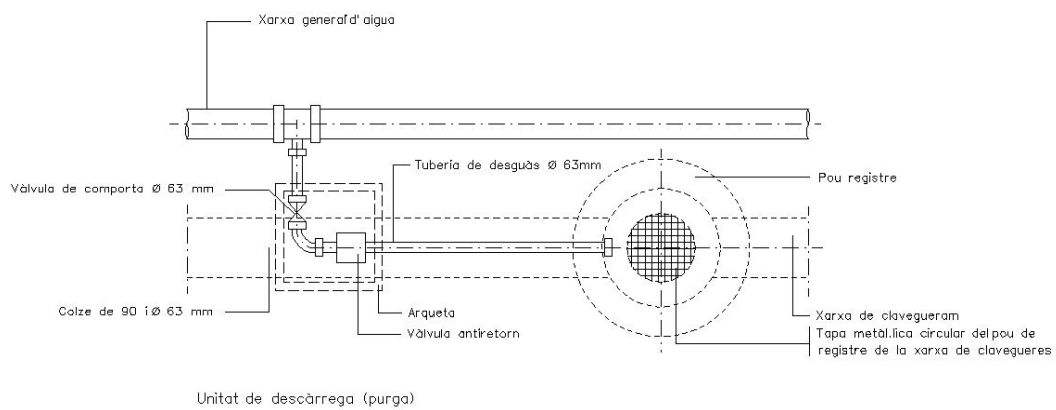 Xarxa general d'aigua
Tuberia de desguàs Ø 63mm
Pou registre
Vàlvula de comporta Ø 63 mm
Colze de 90 i Ø 63 mm
Arqueta
Vàlvula antiretorn
Xarxa de clavegueram
Tapa metàl.lica circular del pou de
registre de la xarxa de clavegueres
Unitat de descàrrega (purga)